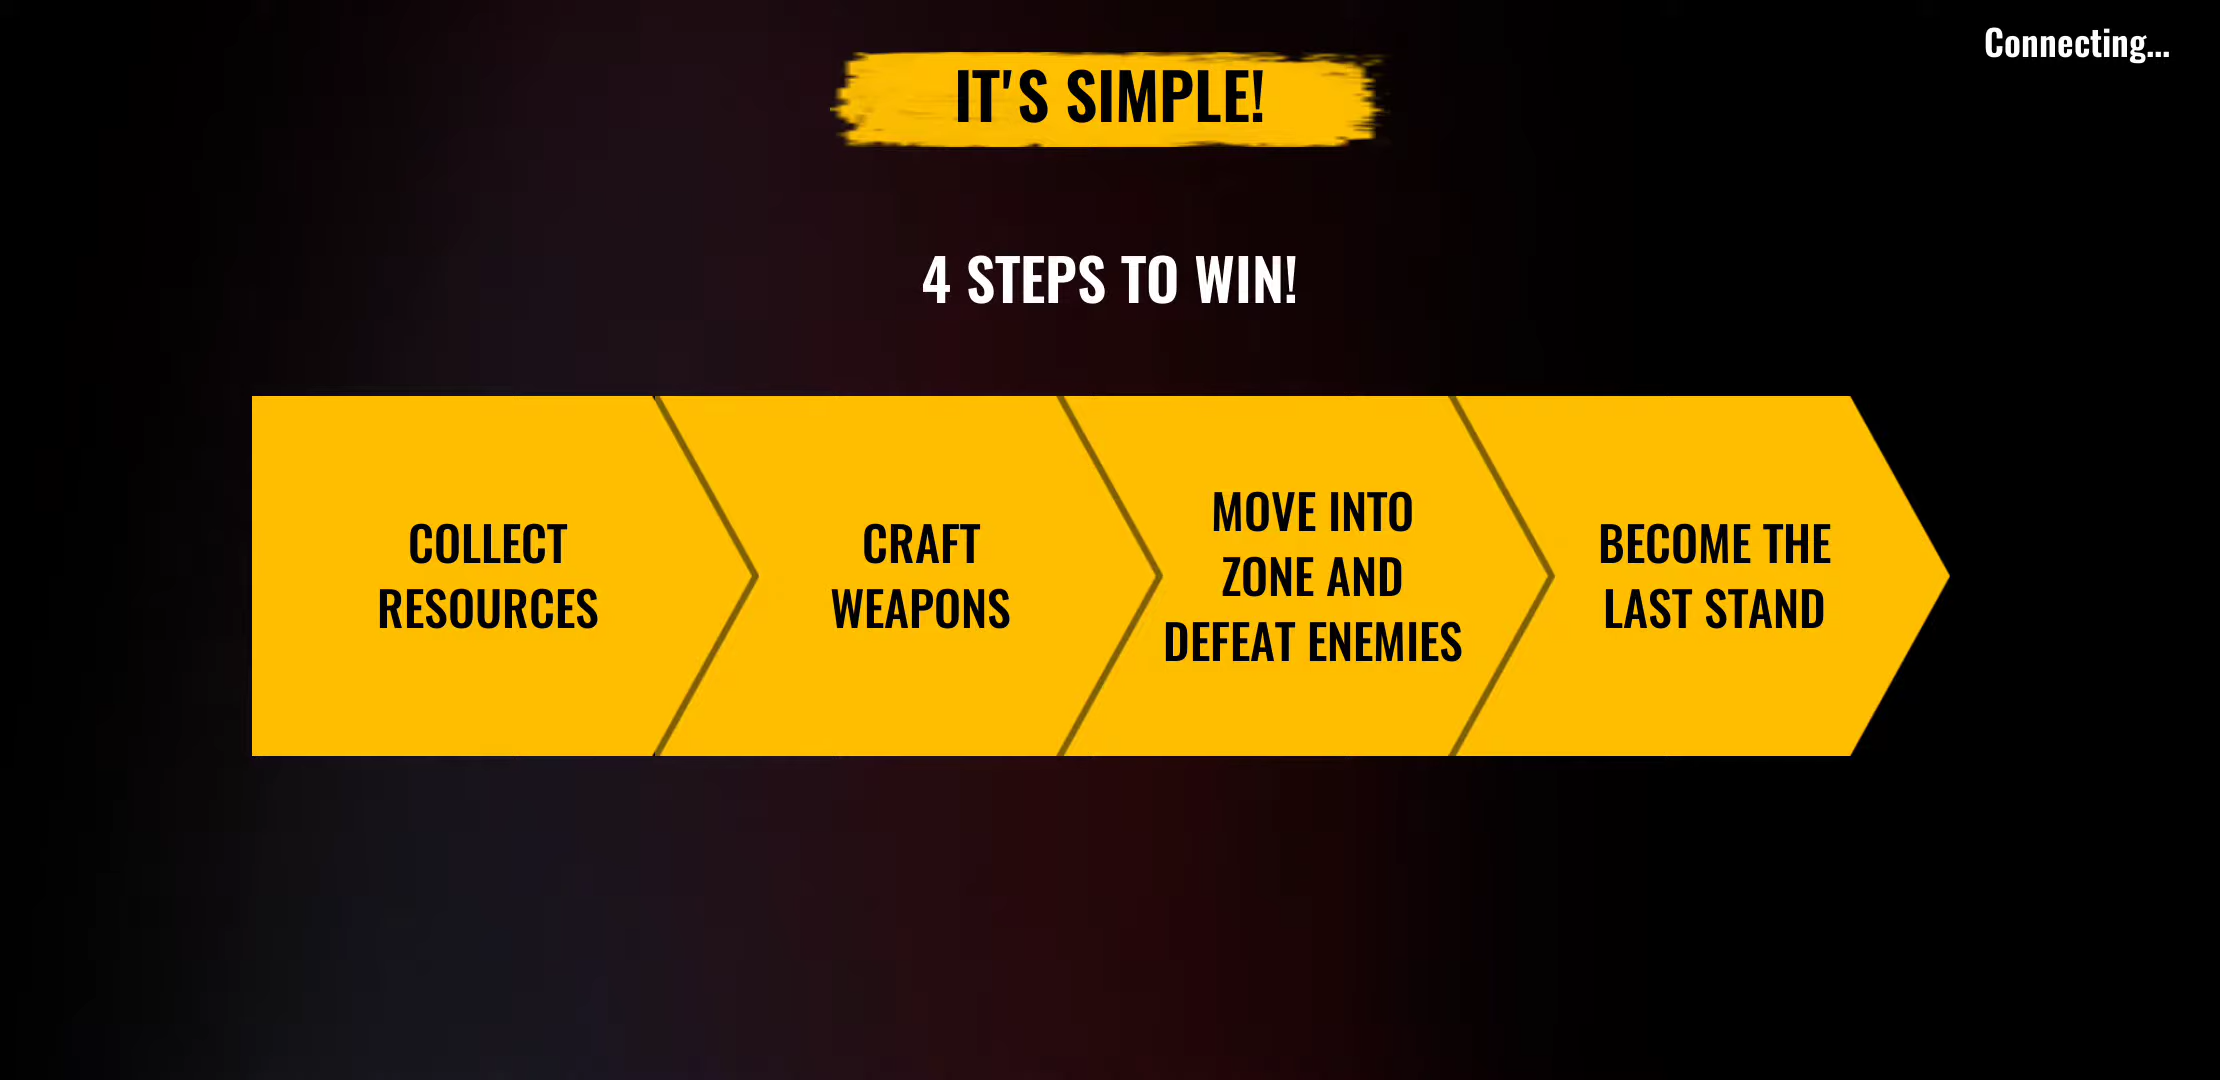 Connecting...
IT'S SIMPLE!
4 STEPS TO WIN!
COLLECT
RESOURCES
CRAFT
WEAPONS
MOVE INTO
ZONE AND
DEFEAT ENEMIES
BECOME THE
LAST STAND